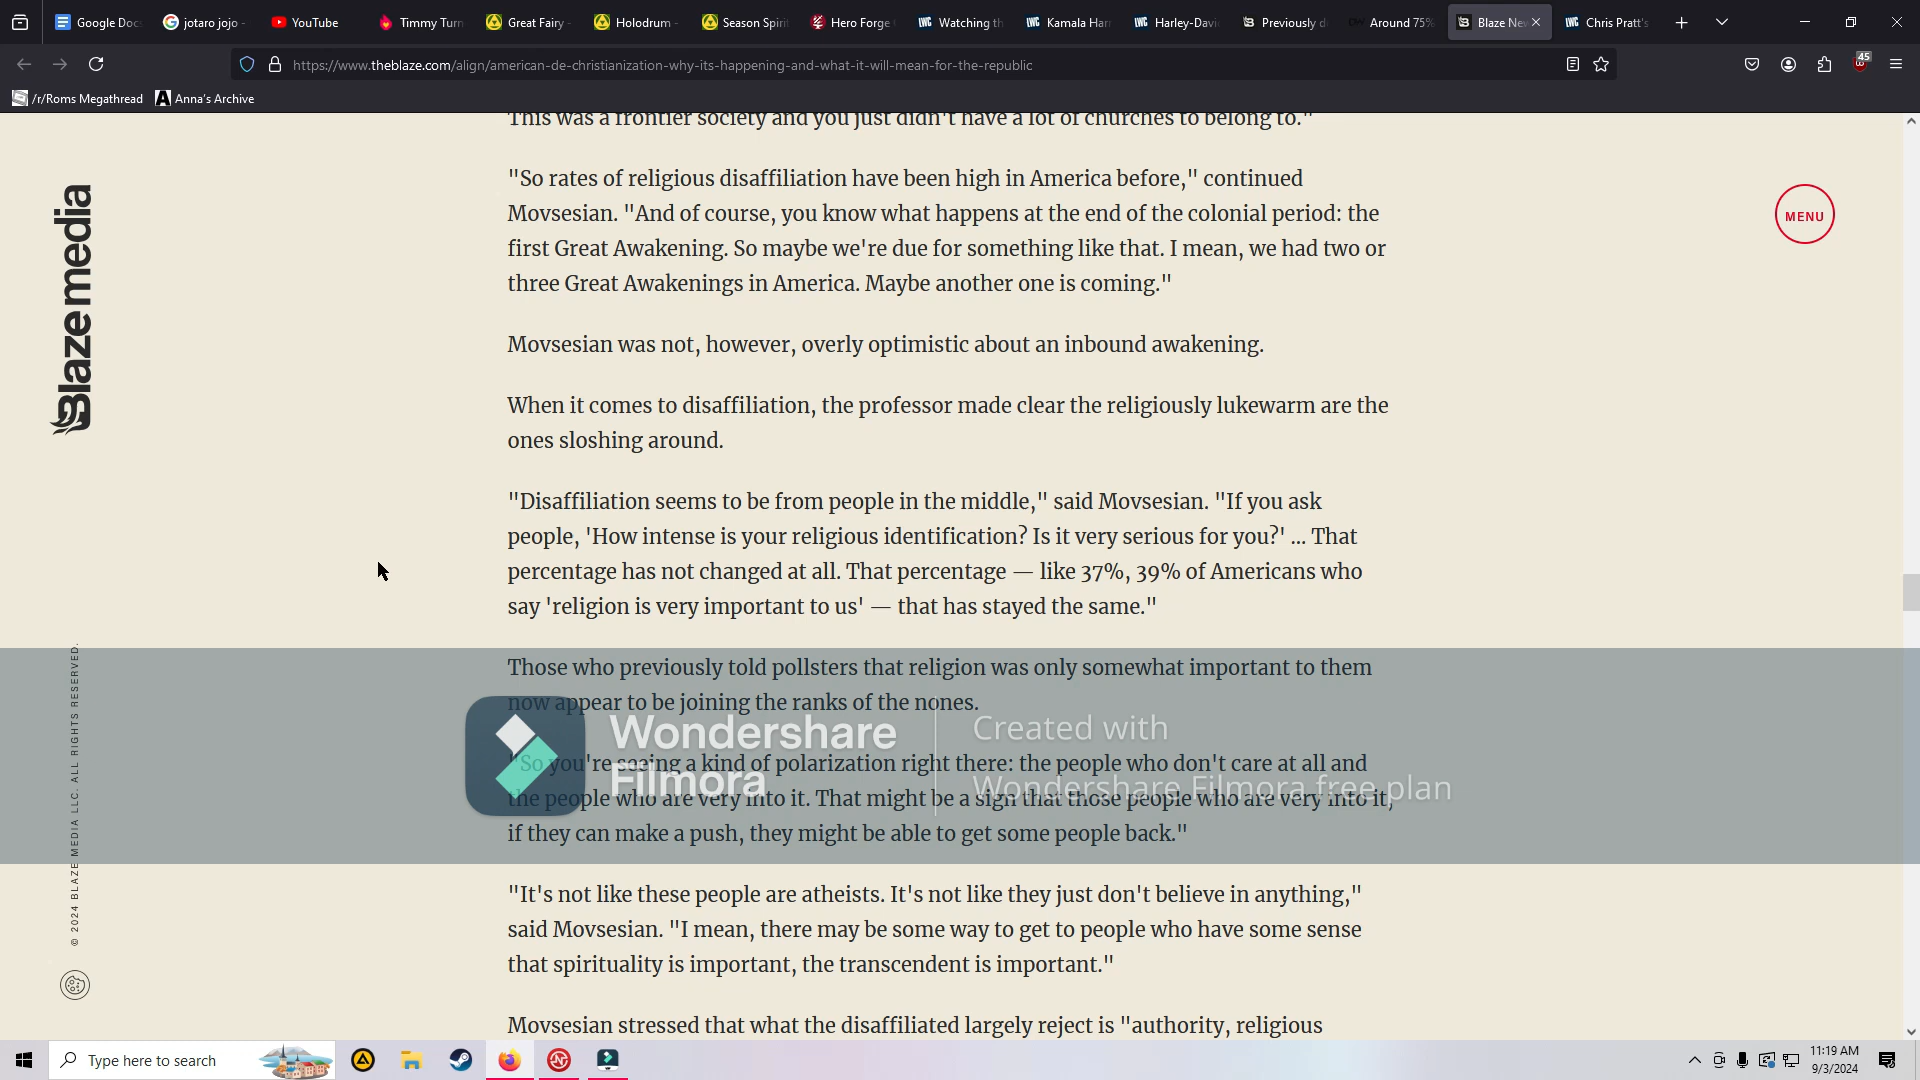 Google Doc
jotaro jojo -
YouTube
Timmy Turn
Great Fairy -
Holodrum -
Season Spiri
Hero Forge
Watching th
Kamala Har
Harley-Davi
Previously d
Around 75%
Blaze Ne
Chris Pratt's
https://www.theblaze.com/align/american-de-christianization-why-its-happening-and-what-it-will-mean-for-the-republic
45
/r/Roms Megathread
Anna's Archive
This was a frontier society and you just didn't have a lot of churches to belong to."
"So rates of religious disaffiliation have been high in America before," continued
Movsesian. "And of course, you know what happens at the end of the colonial period: the
first Great Awakening. So maybe we're due for something like that. I mean, we had two or
three Great Awakenings in America. Maybe another one is coming."
Movsesian was not, however, overly optimistic about an inbound awakening.
When it comes to disaffiliation, the professor made clear the religiously lukewarm are the
ones sloshing around.
"Disaffiliation seems to be from people in the middle," said Movsesian. "If you ask
people, 'How intense is your religious identification? Is it very serious for you?' ... That
percentage has not changed at all. That percentage — like 37%, 39% of Americans who
say 'religion is very important to us' — that has stayed the same."
Those who previously told pollsters that religion was only somewhat important to them
now appear to be joining the ranks of the nones.
"So you're seeing a kind of polarization right there: the people who don't care at all and
the people who are very into it. That might be a sign that those people who are very into it,
if they can make a push, they might be able to get some people back."
"It's not like these people are atheists. It's not like they just don't believe in anything,"
said Movsesian. "I mean, there may be some way to get to people who have some sense
that spirituality is important, the transcendent is important."
Movsesian stressed that what the disaffiliated largely reject is "authority, religious
Blaze media
© 2024 BLAZE MEDIA LLC. ALL RIGHTS RESERVED.
MENU
Wondershare
Filmora
Created with
Wondershare Filmora free plan
Type here to search
11:19 AM
9/3/2024